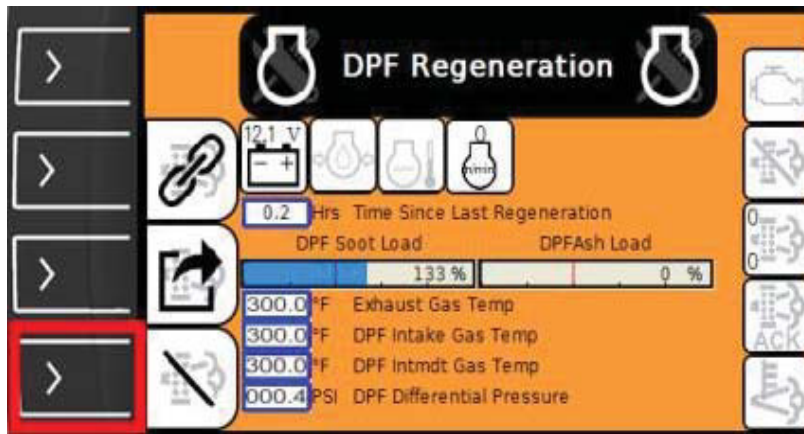 DPF Regeneration
12.1 V
0
n/min
0.2 Hrs Time Since Last Regeneration
DPF Soot Load DPFAsh Load
133 % 0 %
300.0 °F Exhaust Gas Temp
300.0 °F DPF Intake Gas Temp
300.0 °F DPF Intmdt Gas Temp
000.4 PSI DPF Differential Pressure
0
0
ACK